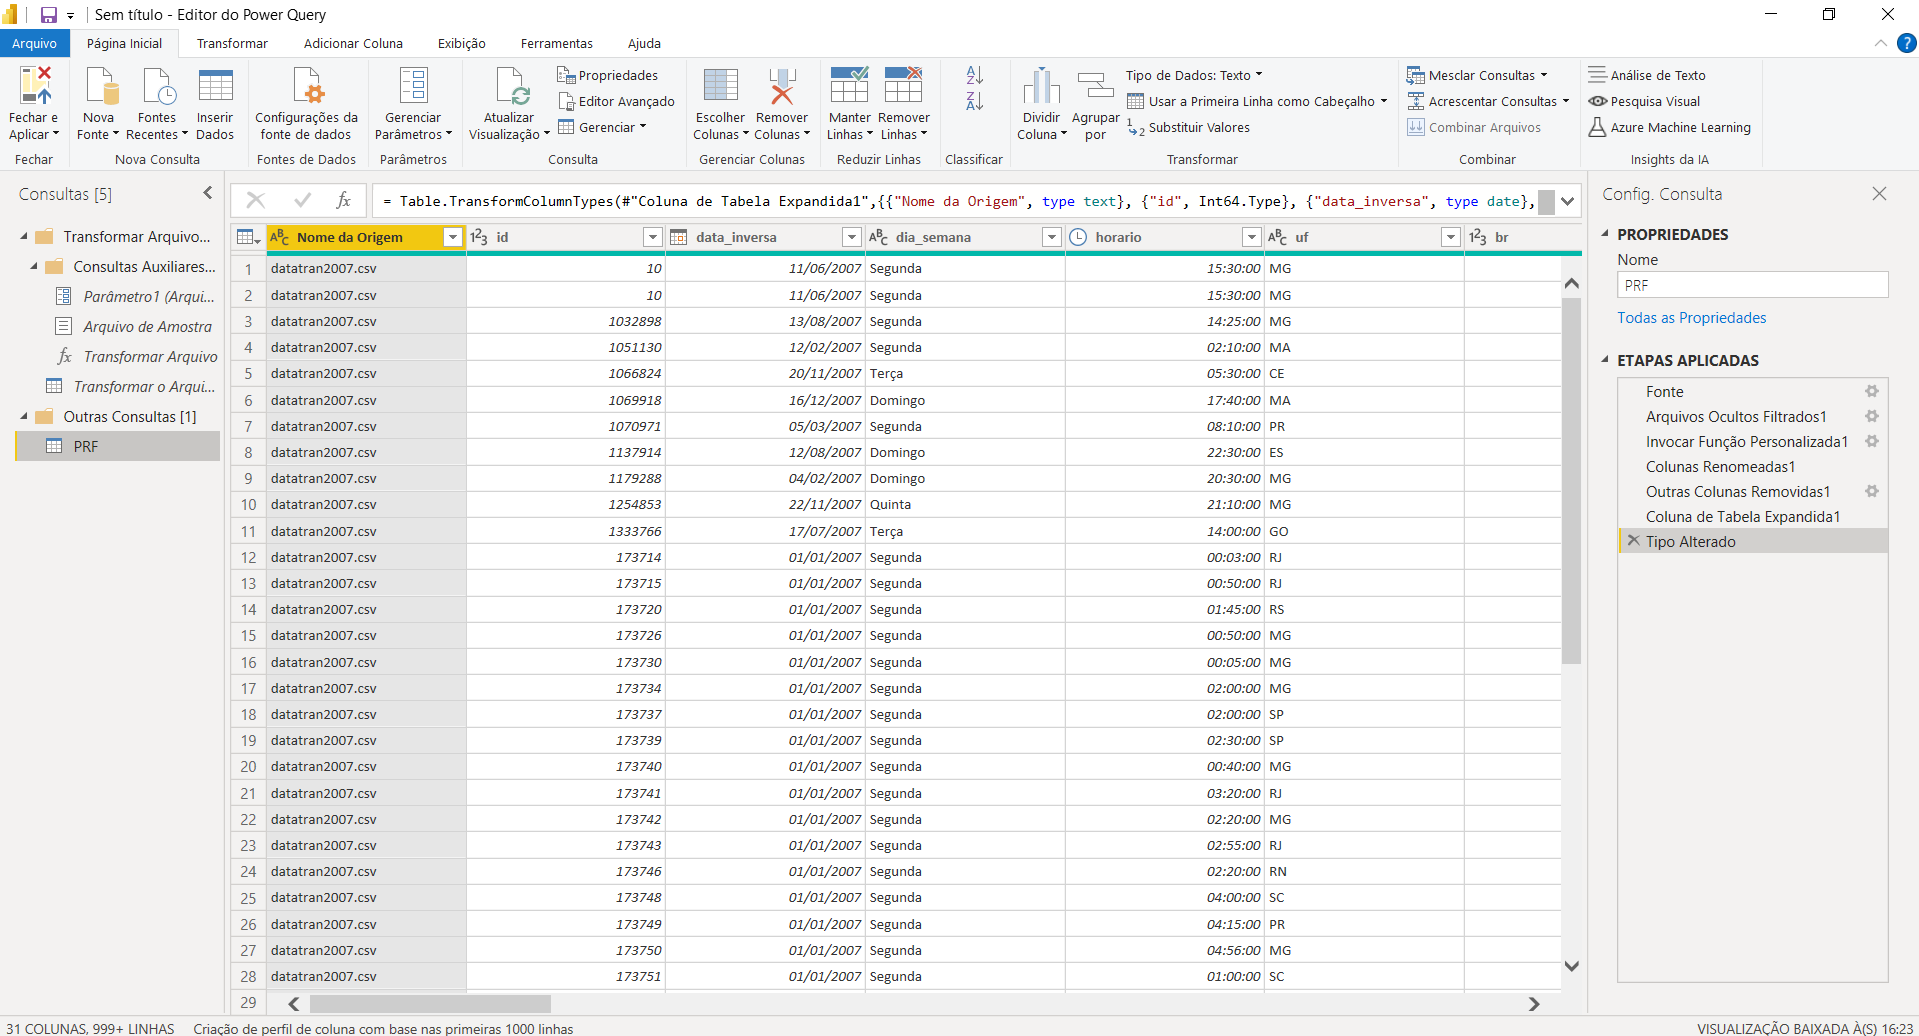 Sem título - Editor do Power Query
Arquivo Página Inicial Transformar Adicionar Coluna Exibição Ferramentas Ajuda
Fechar e Aplicar
Fechar
Nova Fonte
Fontes Recentes
Inserir Dados
Nova Consulta
Configurações da fonte de dados
Fontes de Dados
Gerenciar Parâmetros
Parâmetros
Atualizar Visualização
Propriedades
Editor Avançado
Gerenciar
Consulta
Escolher Colunas
Remover Colunas
Gerenciar Colunas
Manter Linhas
Remover Linhas
Reduzir Linhas
Classificar
Dividir Coluna
Agrupar por
Tipo de Dados: Texto
Usar a Primeira Linha como Cabeçalho
Substituir Valores
Transformar
Mesclar Consultas
Acrescentar Consultas
Combinar Arquivos
Combinar
Análise de Texto
Pesquisa Visual
Azure Machine Learning
Insights da IA
Consultas [5]
Transformar Arquivo...
Consultas Auxiliares...
Parâmetro1 (Arqui...
Arquivo de Amostra
fx Transformar Arquivo
Transformar o Arqui...
Outras Consultas [1]
PRF
fx = Table.TransformColumnTypes(#"Coluna de Tabela Expandida1",{{"Nome da Origem", type text}, {"id", Int64.Type}, {"data_inversa", type date},
ABC Nome da Origem 123 id data_inversa ABC dia_semana horario ABC uf 123 br
1 datatran2007.csv 10 11/06/2007 Segunda 15:30:00 MG
2 datatran2007.csv 10 11/06/2007 Segunda 15:30:00 MG
3 datatran2007.csv 1032898 13/08/2007 Segunda 14:25:00 MG
4 datatran2007.csv 1051130 12/02/2007 Segunda 02:10:00 MA
5 datatran2007.csv 1066824 20/11/2007 Terça 05:30:00 CE
6 datatran2007.csv 1069918 16/12/2007 Domingo 17:40:00 MA
7 datatran2007.csv 1070971 05/03/2007 Segunda 08:10:00 PR
8 datatran2007.csv 1137914 12/08/2007 Domingo 22:30:00 ES
9 datatran2007.csv 1179288 04/02/2007 Domingo 20:30:00 MG
10 datatran2007.csv 1254853 22/11/2007 Quinta 21:10:00 MG
11 datatran2007.csv 1333766 17/07/2007 Terça 14:00:00 GO
12 datatran2007.csv 173714 01/01/2007 Segunda 00:03:00 RJ
13 datatran2007.csv 173715 01/01/2007 Segunda 00:50:00 RJ
14 datatran2007.csv 173720 01/01/2007 Segunda 01:45:00 RS
15 datatran2007.csv 173726 01/01/2007 Segunda 00:50:00 MG
16 datatran2007.csv 173730 01/01/2007 Segunda 00:05:00 MG
17 datatran2007.csv 173734 01/01/2007 Segunda 02:00:00 MG
18 datatran2007.csv 173737 01/01/2007 Segunda 02:00:00 SP
19 datatran2007.csv 173739 01/01/2007 Segunda 02:30:00 SP
20 datatran2007.csv 173740 01/01/2007 Segunda 00:40:00 MG
21 datatran2007.csv 173741 01/01/2007 Segunda 03:20:00 RJ
22 datatran2007.csv 173742 01/01/2007 Segunda 02:20:00 MG
23 datatran2007.csv 173743 01/01/2007 Segunda 02:55:00 RJ
24 datatran2007.csv 173746 01/01/2007 Segunda 02:20:00 RN
25 datatran2007.csv 173748 01/01/2007 Segunda 04:00:00 SC
26 datatran2007.csv 173749 01/01/2007 Segunda 04:15:00 PR
27 datatran2007.csv 173750 01/01/2007 Segunda 04:56:00 MG
28 datatran2007.csv 173751 01/01/2007 Segunda 01:00:00 SC
29
Config. Consulta
PROPRIEDADES
Nome
PRF
Todas as Propriedades
ETAPAS APLICADAS
Fonte
Arquivos Ocultos Filtrados1
Invocar Função Personalizada1
Colunas Renomeadas1
Outras Colunas Removidas1
Coluna de Tabela Expandida1
Tipo Alterado
31 COLUNAS, 999+ LINHAS Criação de perfil de coluna com base nas primeiras 1000 linhas VISUALIZAÇÃO BAIXADA À(S) 16:23